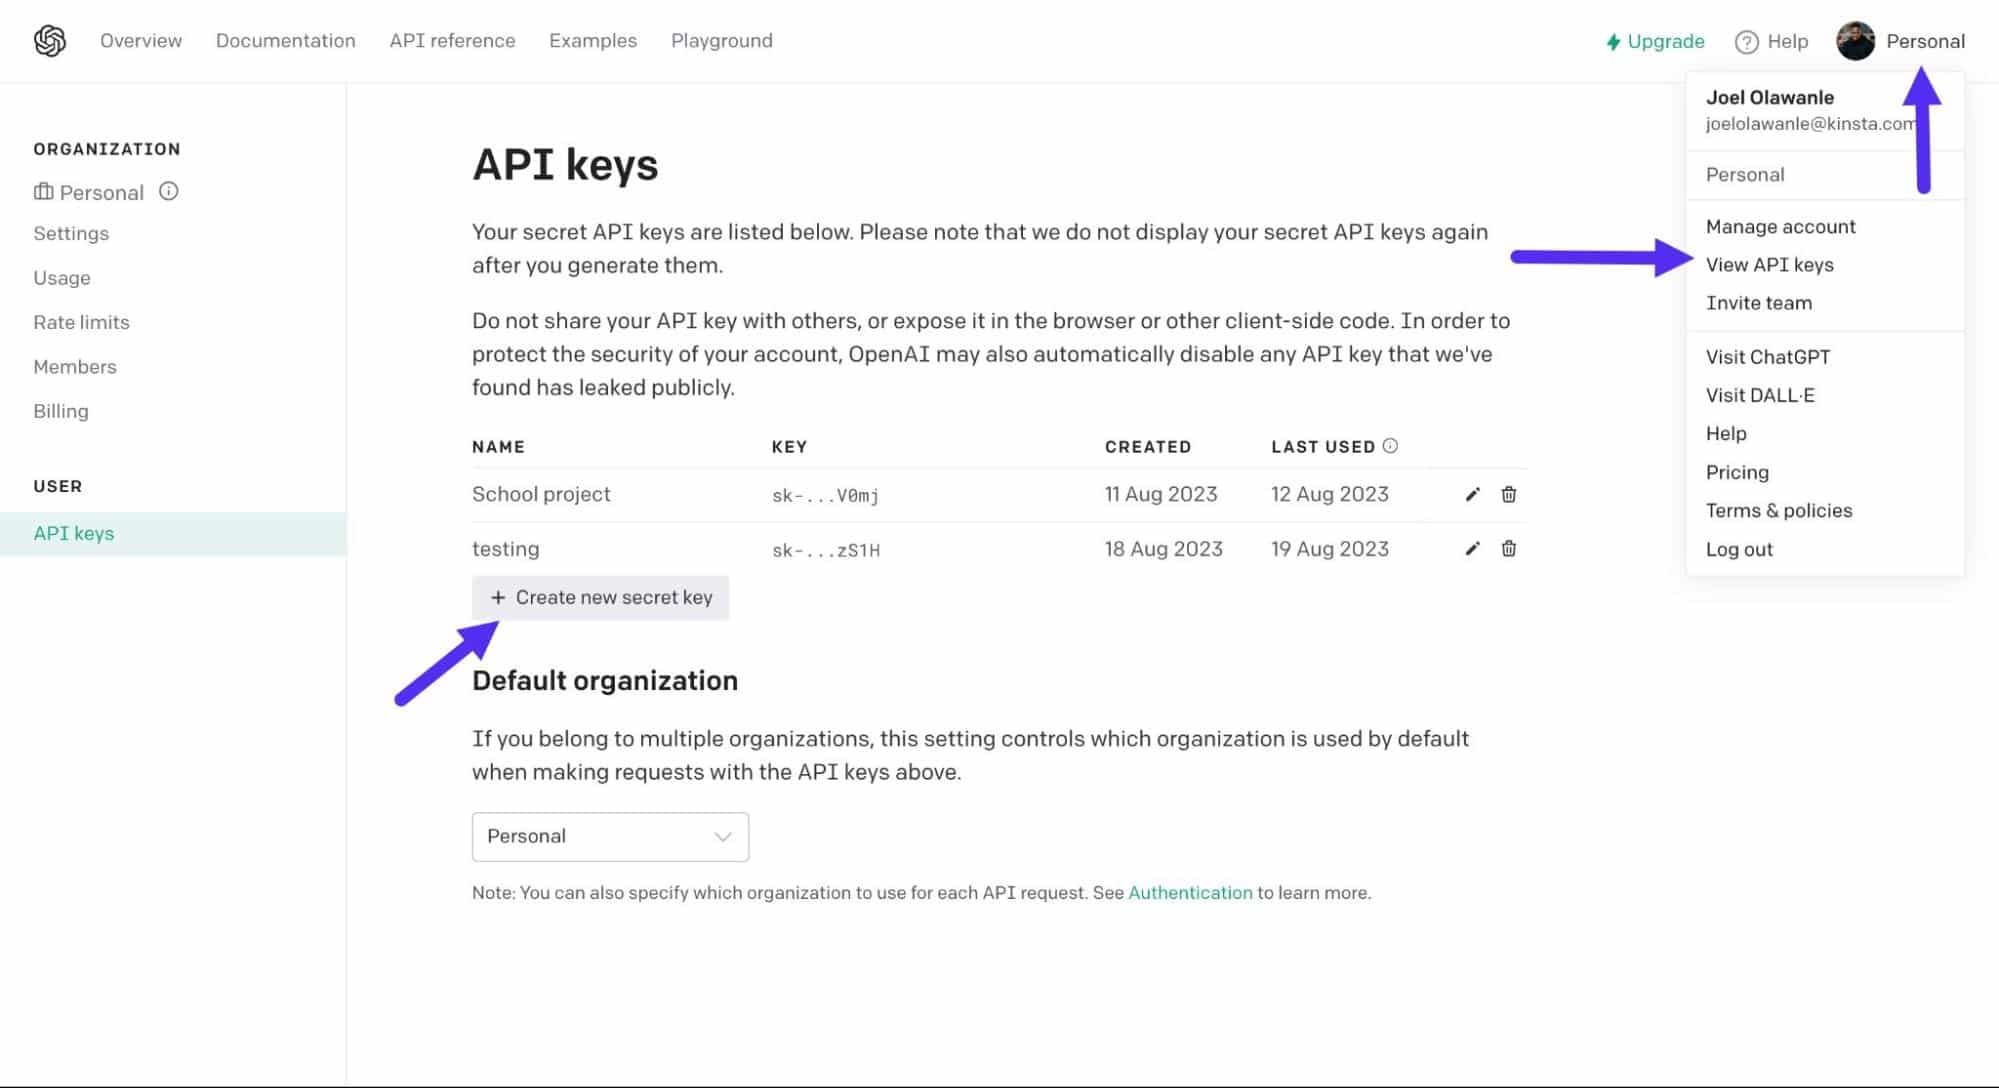 Overview Documentation API reference Examples Playground
Upgrade Help Personal
ORGANIZATION
Personal
Settings
Usage
Rate limits
Members
Billing
USER
API keys
API keys
Your secret API keys are listed below. Please note that we do not display your secret API keys again
after you generate them.
Do not share your API key with others, or expose it in the browser or other client-side code. In order to
protect the security of your account, OpenAI may also automatically disable any API key that we've
found has leaked publicly.
NAME KEY CREATED LAST USED
School project sk-...V0mj 11 Aug 2023 12 Aug 2023
testing sk-...zS1H 18 Aug 2023 19 Aug 2023
+ Create new secret key
Default organization
If you belong to multiple organizations, this setting controls which organization is used by default
when making requests with the API keys above.
Personal
Note: You can also specify which organization to use for each API request. See Authentication to learn more.
Joel Olawanle
joelolawanle@kinsta.com
Personal
Manage account
View API keys
Invite team
Visit ChatGPT
Visit DALL·E
Help
Pricing
Terms & policies
Log out